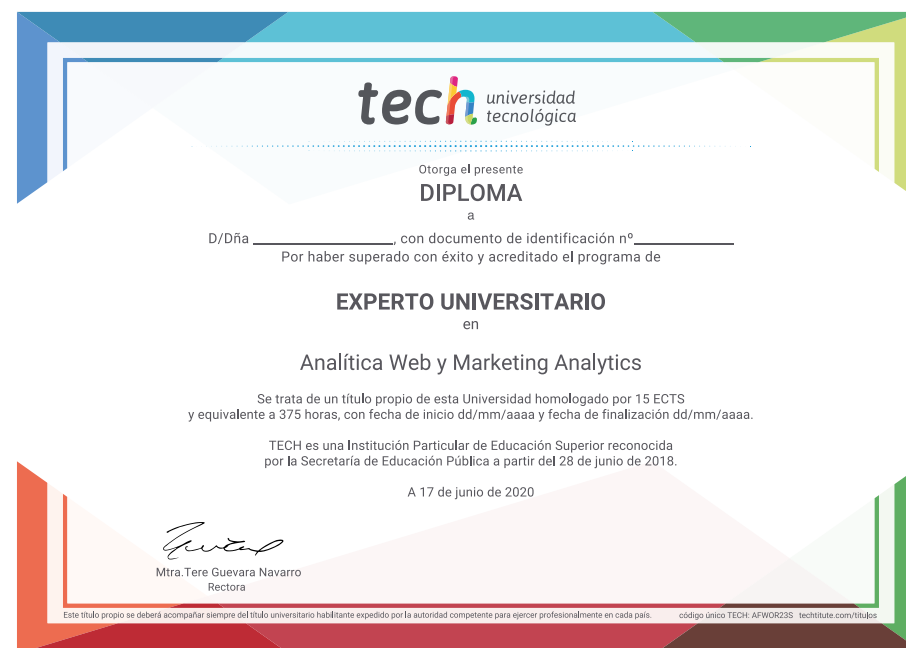 tech universidad
tecnológica
Otorga el presente
DIPLOMA
a
D/Dña ______________, con documento de identificación nº__________
Por haber superado con éxito y acreditado el programa de
EXPERTO UNIVERSITARIO
en
Analítica Web y Marketing Analytics
Se trata de un título propio de esta Universidad homologado por 15 ECTS
y equivalente a 375 horas, con fecha de inicio dd/mm/aaaa y fecha de finalización dd/mm/aaaa.
TECH es una Institución Particular de Educación Superior reconocida
por la Secretaría de Educación Pública a partir del 28 de junio de 2018.
A 17 de junio de 2020
Mtra.Tere Guevara Navarro
Rectora
Este título propio se deberá acompañar siempre del título universitario habilitante expedido por la autoridad competente para ejercer profesionalmente en cada país. código único TECH: AFWOR23S techtitute.com/titulos